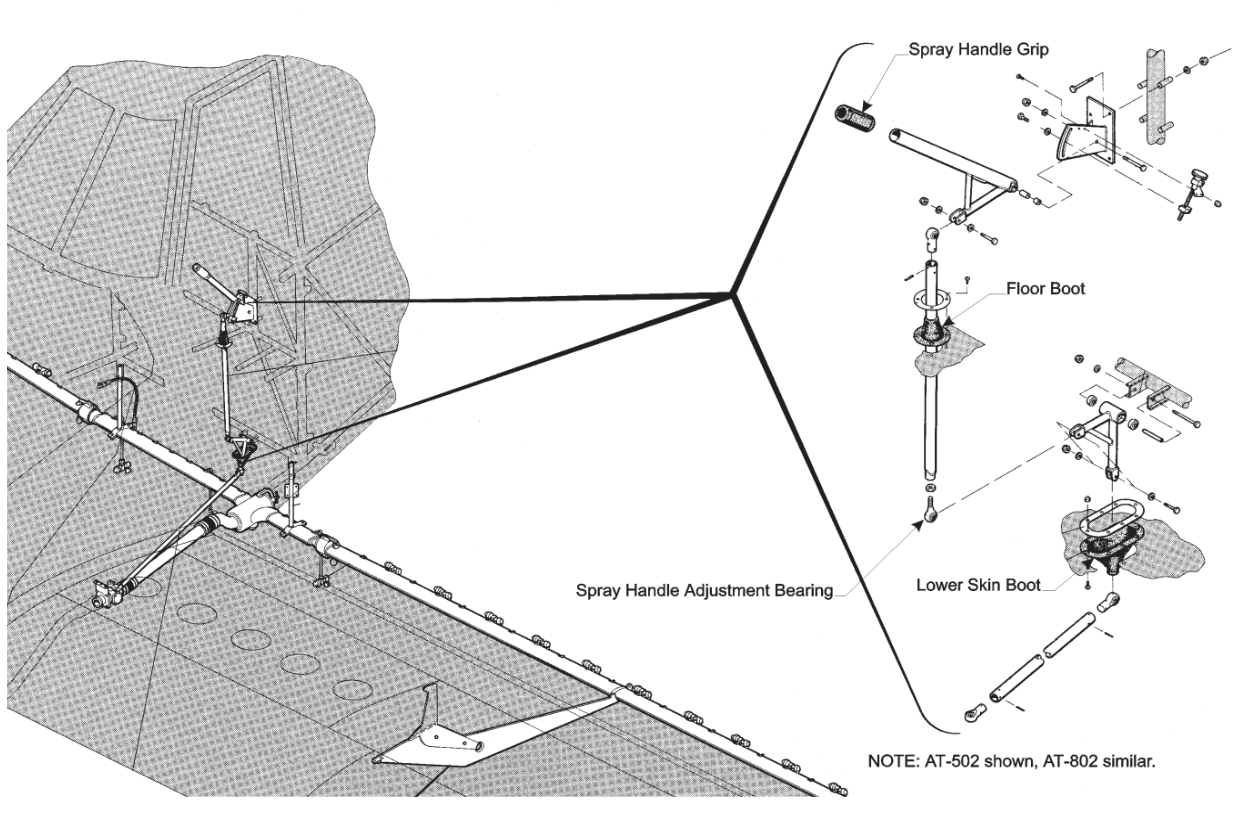 Spray Handle Grip
Floor Boot
Spray Handle Adjustment Bearing
Lower Skin Boot
NOTE: AT-502 shown, AT-802 similar.